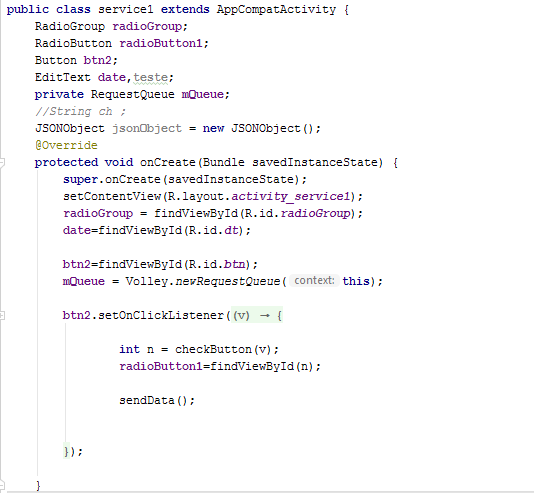 public class service1 extends AppCompatActivity {
RadioGroup radioGroup;
RadioButton radioButton1;
Button btn2;
EditText date,teste;
private RequestQueue mQueue;
//String ch ;
JSONObject jsonObject = new JSONObject();
@Override
protected void onCreate(Bundle savedInstanceState) {
super.onCreate(savedInstanceState);
setContentView(R.layout.activity_service1);
radioGroup = findViewById(R.id.radioGroup);
date=findViewById(R.id.dt);
btn2=findViewById(R.id.btn);
mQueue = Volley.newRequestQueue( context: this);
btn2.setOnClickListener((v) → {
int n = checkButton(v);
radioButton1=findViewById(n);
sendData();
});
}